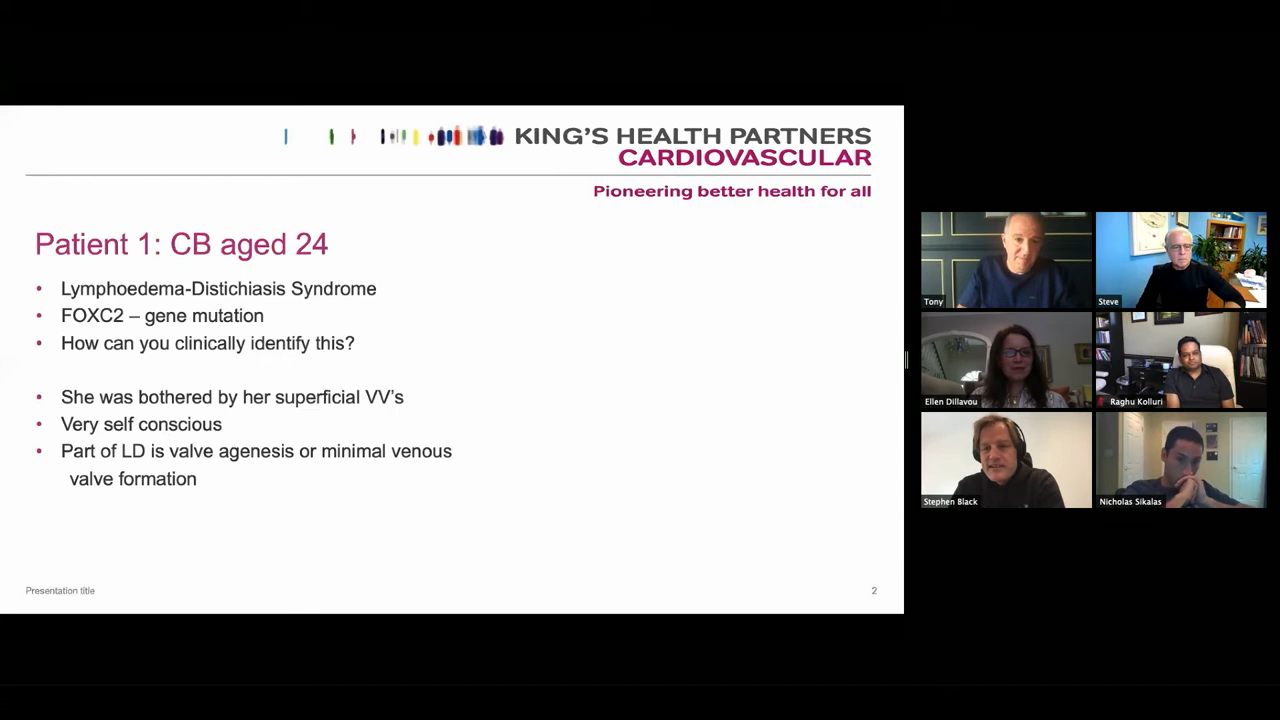 KING'S HEALTH PARTNERS
CARDIOVASCULAR
Pioneering better health for all
Patient 1: CB aged 24
• Lymphoedema-Distichiasis Syndrome
• FOXC2 – gene mutation
• How can you clinically identify this?
• She was bothered by her superficial VV's
• Very self conscious
• Part of LD is valve agenesis or minimal venous
valve formation
Presentation title
2
Tony
Steve
Ellen Dillavou
Raghu Kolluri
Stephen Black
Nicholas Sikalas